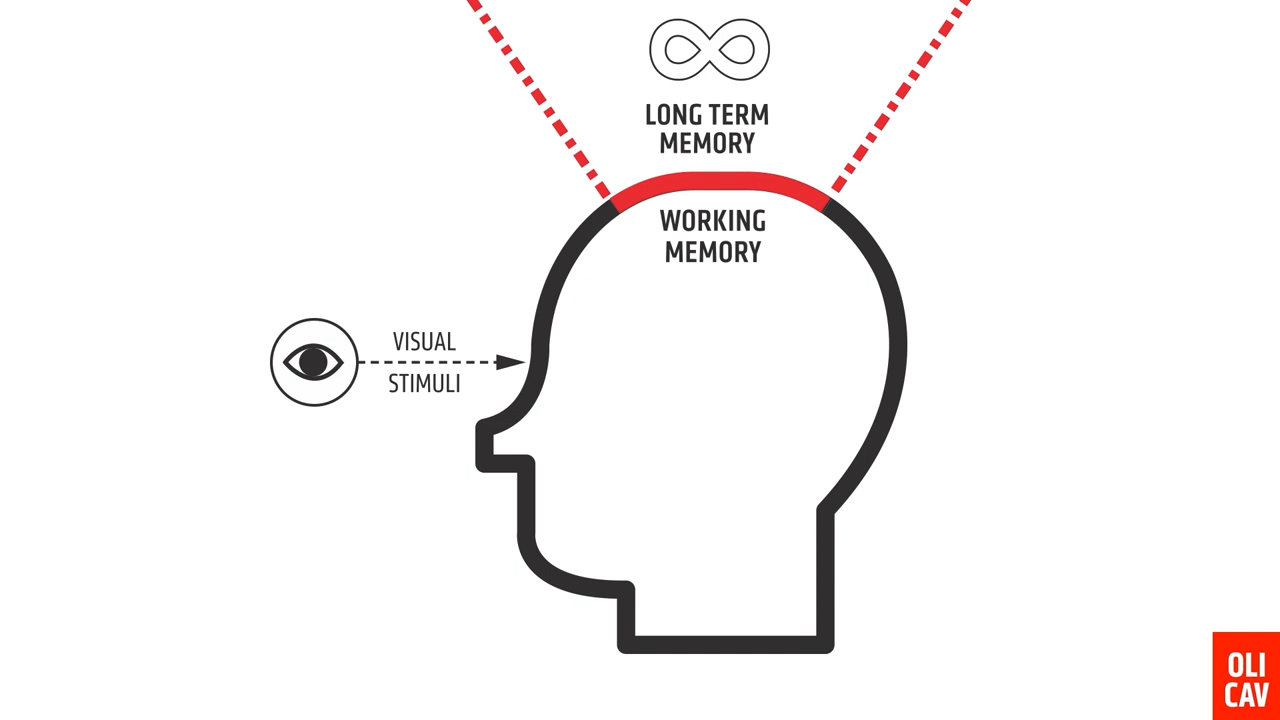 LONG TERM
MEMORY
WORKING
MEMORY
VISUAL
STIMULI
OLI
CAV